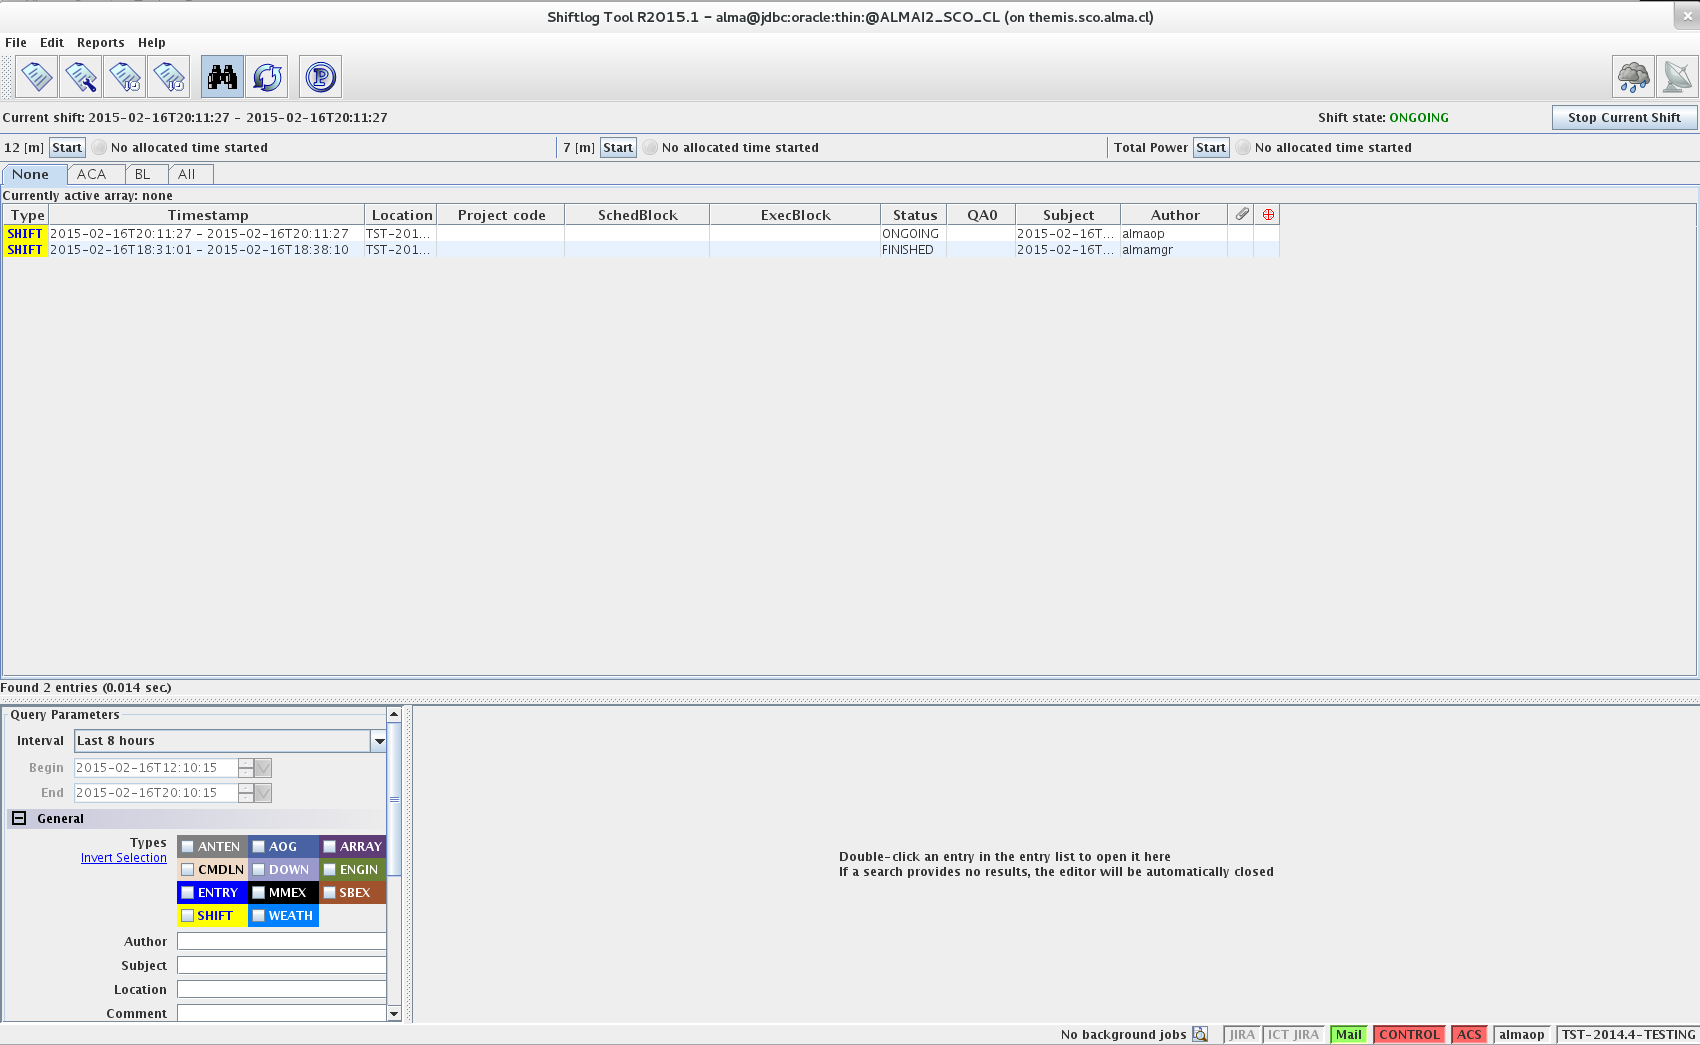 Shiftlog Tool R2015.1 - alma@jdbc:oracle:thin:@ALMAI2_SCO_CL (on themis.sco.alma.cl)
File Edit Reports Help
Current shift: 2015-02-16T20:11:27 - 2015-02-16T20:11:27 Shift state: ONGOING Stop Current Shift
12 [m] Start No allocated time started 7 [m] Start No allocated time started Total Power Start No allocated time started
None ACA BL All
Currently active array: none
Type Timestamp Location Project code SchedBlock ExecBlock Status QA0 Subject Author
SHIFT 2015-02-16T20:11:27 - 2015-02-16T20:11:27 TST-201... ONGOING 2015-02-16T... almaop
SHIFT 2015-02-16T18:31:01 - 2015-02-16T18:38:10 TST-201... FINISHED 2015-02-16T... almamgr
Found 2 entries (0.014 sec.)
Query Parameters
Interval Last 8 hours
Begin 2015-02-16T12:10:15
End 2015-02-16T20:10:15
General
Types ANTEN AOG ARRAY
Invert Selection
CMDLN DOWN ENGIN
ENTRY MMEX SBEX
SHIFT WEATH
Author
Subject
Location
Comment
Double-click an entry in the entry list to open it here
If a search provides no results, the editor will be automatically closed
No background jobs JIRA ICT JIRA Mail CONTROL ACS almaop TST-2014.4-TESTING